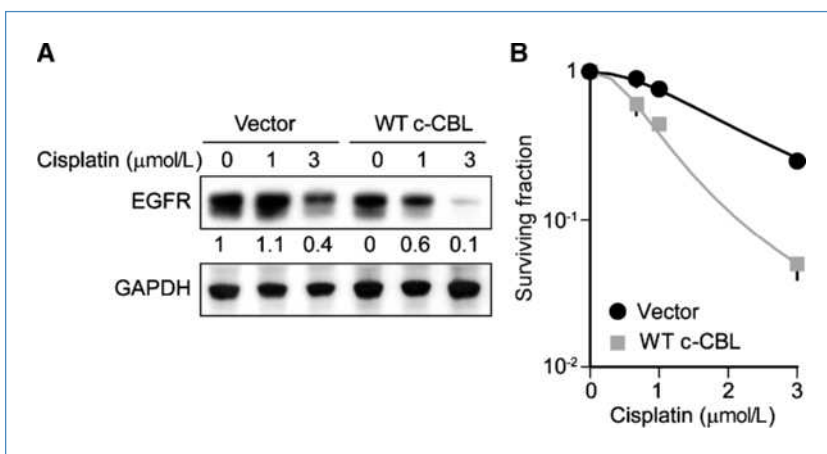 A
Vector WT c-CBL
Cisplatin (μmol/L) 0 1 3 0 1 3
EGFR
1 1.1 0.4 0 0.6 0.1
GAPDH
B
Surviving fraction
1
10-1
10-2
Vector
WT c-CBL
0 1 2 3
Cisplatin (μmol/L)